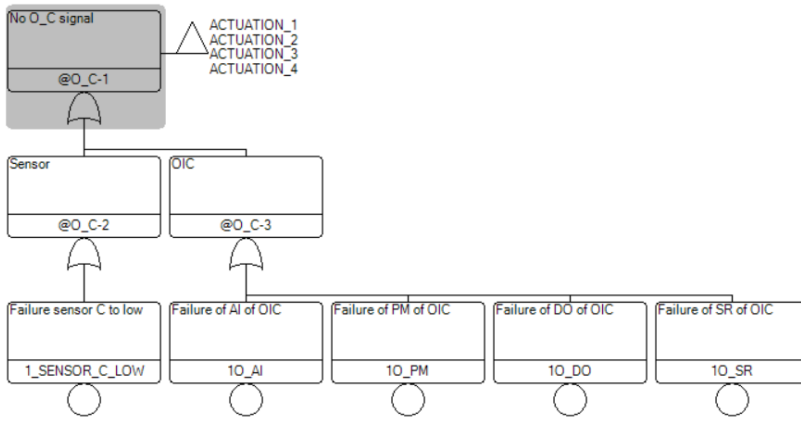 No O_C signal
@O_C-1
ACTUATION_1
ACTUATION_2
ACTUATION_3
ACTUATION_4
Sensor
@O_C-2
OIC
@O_C-3
Failure sensor C to low
1_SENSOR_C_LOW
Failure of AI of OIC
1O_AI
Failure of PM of OIC
1O_PM
Failure of DO of OIC
1O_DO
Failure of SR of OIC
1O_SR